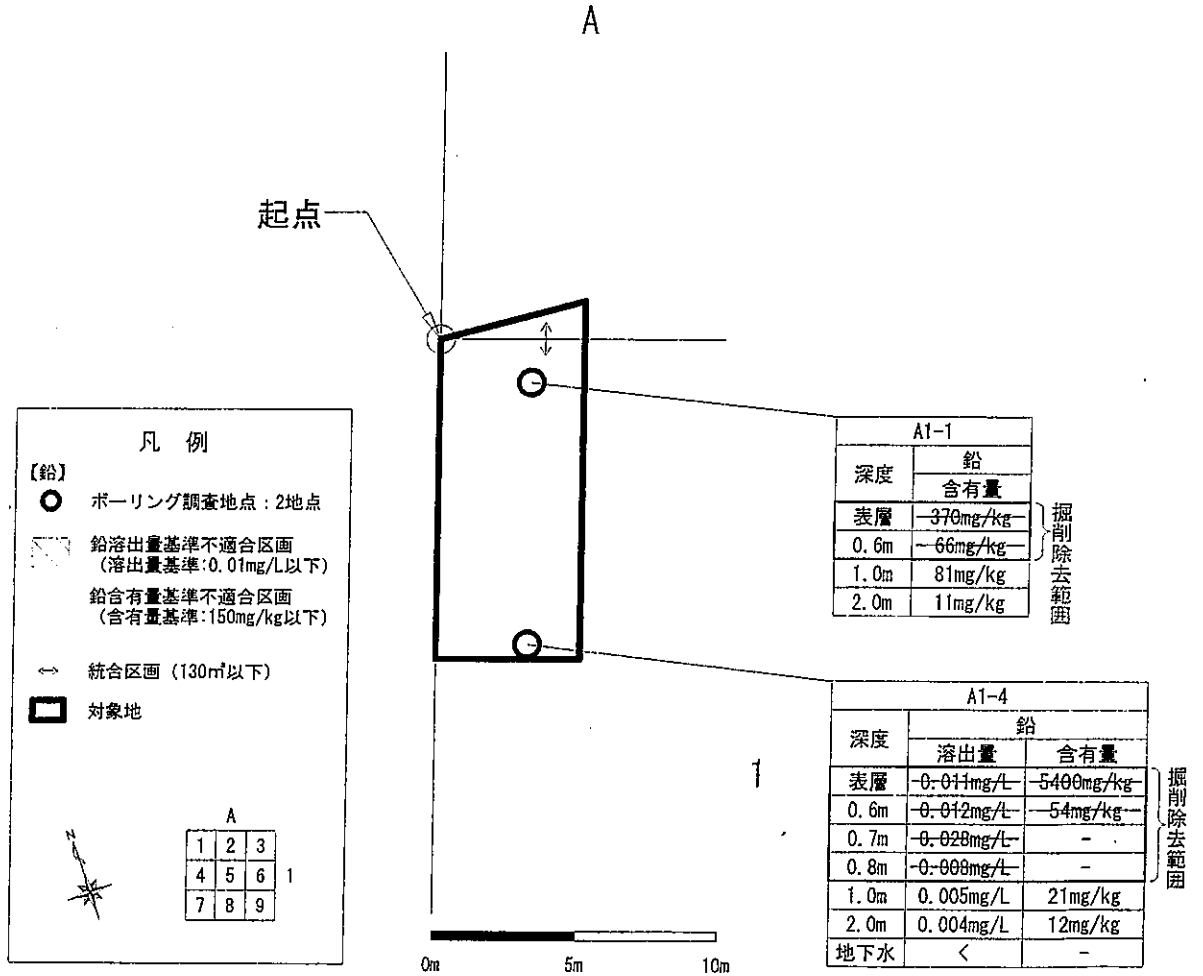 A
起点
凡 例
【鉛】
ボーリング調査地点：2地点
鉛溶出量基準不適合区画
(溶出量基準:0.01mg/L以下)
鉛含有量基準不適合区画
(含有量基準:150mg/kg以下)
統合区画 (130㎡以下)
対象地
N
A
1 2 3
4 5 6 1
7 8 9
0m 5m 10m
1
A1-1
深度 鉛
含有量
表層 370mg/kg
0.6m 66mg/kg
1.0m 81mg/kg
2.0m 11mg/kg
掘削除去範囲
A1-4
深度 鉛
溶出量 含有量
表層 0.011mg/L 5400mg/kg
0.6m 0.012mg/L 54mg/kg
0.7m 0.028mg/L -
0.8m 0.008mg/L -
1.0m 0.005mg/L 21mg/kg
2.0m 0.004mg/L 12mg/kg
地下水 < -
掘削除去範囲